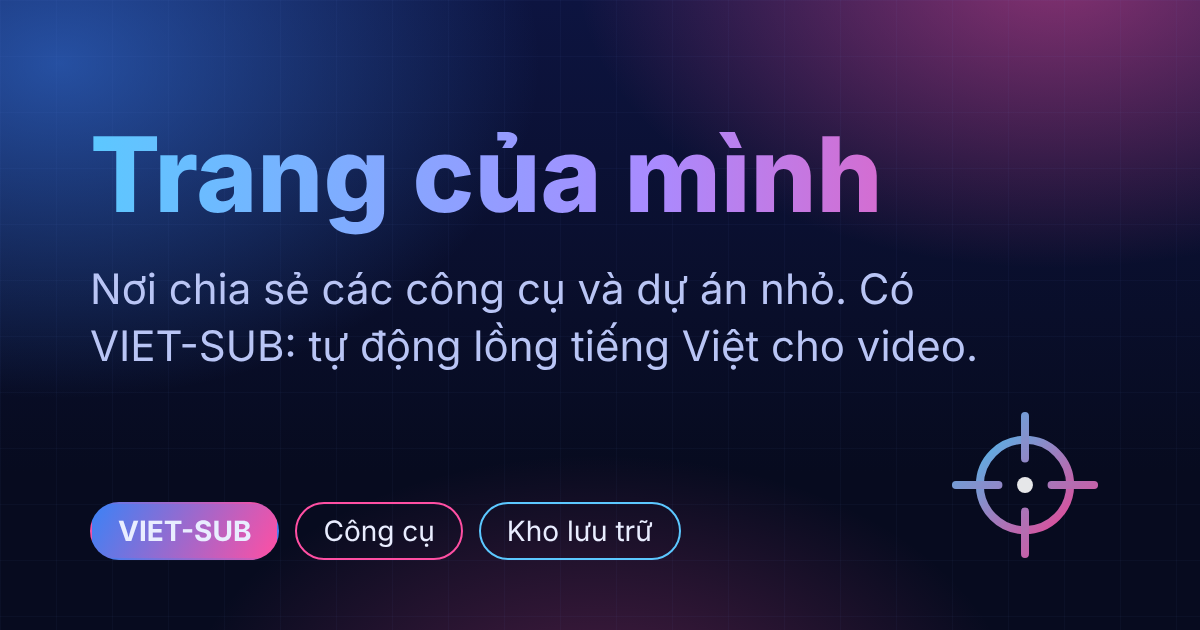 Trang của mình
Nơi chia sẻ các công cụ và dự án nhỏ. Có
VIET-SUB: tự động lồng tiếng Việt cho video.
VIET-SUB
Công cụ
Kho lưu trữ